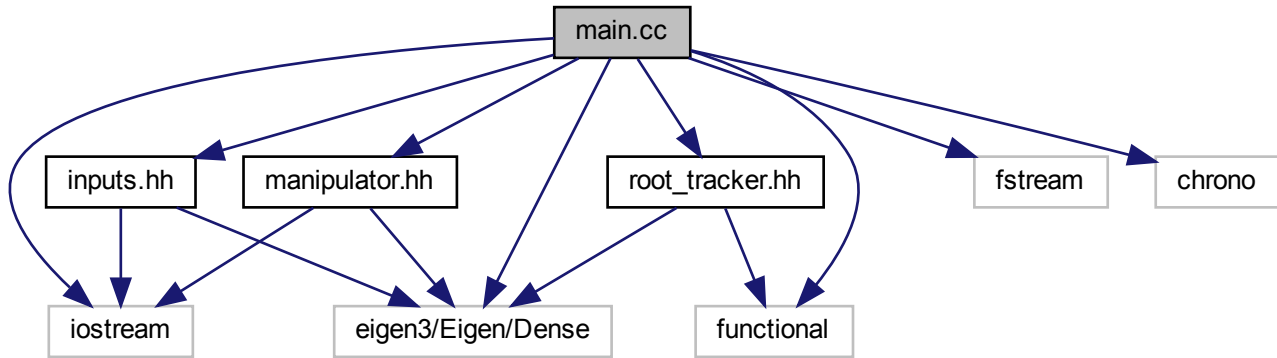 main.cc
inputs.hh
manipulator.hh
root_tracker.hh
fstream
chrono
iostream
eigen3/Eigen/Dense
functional